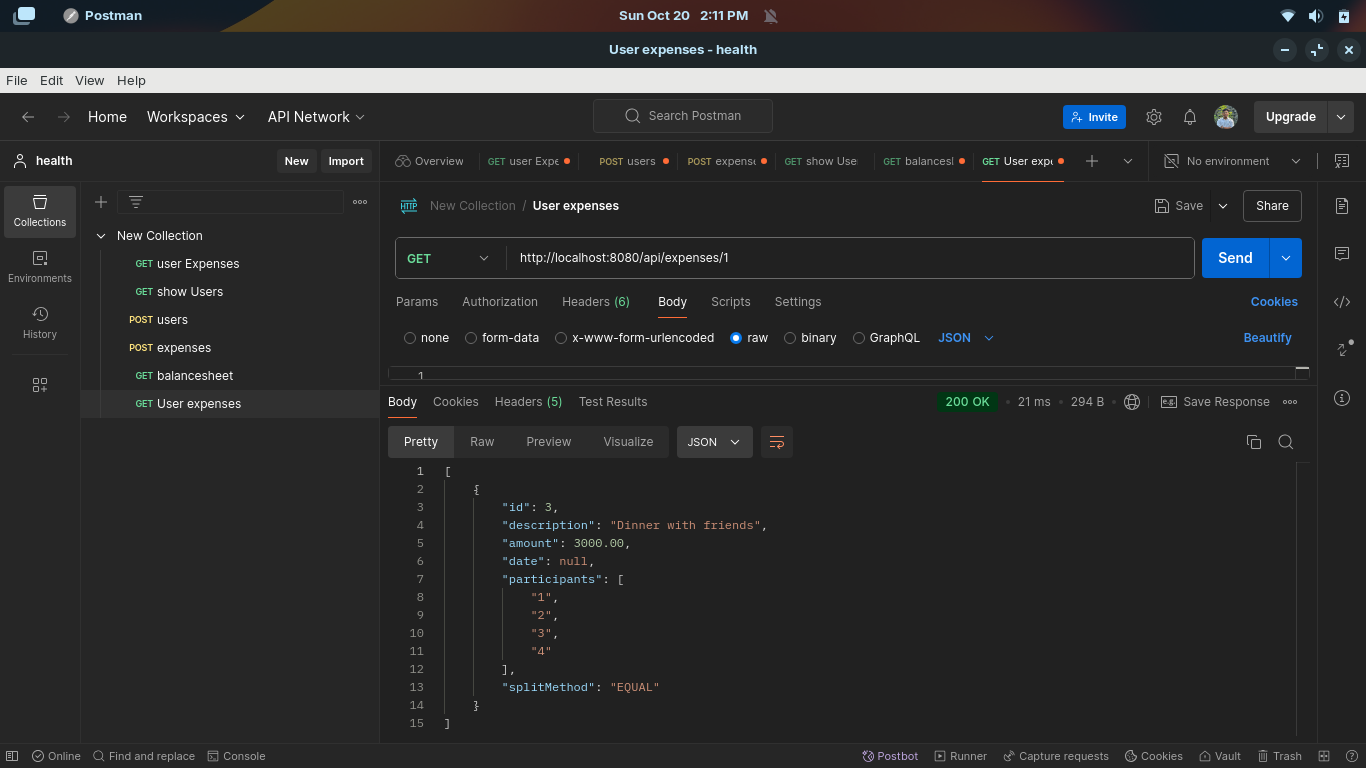 Postman
Sun Oct 20 2:11 PM
User expenses - health
File Edit View Help
Home Workspaces API Network Search Postman Invite Upgrade
health New Import
Overview GET user Expe POST users POST expense GET show Use GET balancesl GET User expe No environment
Collections
Environments
History
New Collection
GET user Expenses
GET show Users
POST users
POST expenses
GET balancesheet
GET User expenses
HTTP New Collection / User expenses Save Share
GET http://localhost:8080/api/expenses/1 Send
Params Authorization Headers (6) Body Scripts Settings Cookies
none form-data x-www-form-urlencoded raw binary GraphQL JSON Beautify
1
Body Cookies Headers (5) Test Results 200 OK • 21 ms • 294 B • e.g. Save Response
Pretty Raw Preview Visualize JSON
1 [
2 {
3 "id": 3,
4 "description": "Dinner with friends",
5 "amount": 3000.00,
6 "date": null,
7 "participants": [
8 "1",
9 "2",
10 "3",
11 "4"
12 ],
13 "splitMethod": "EQUAL"
14 }
15 ]
Online Find and replace Console Postbot Runner Capture requests Cookies Vault Trash